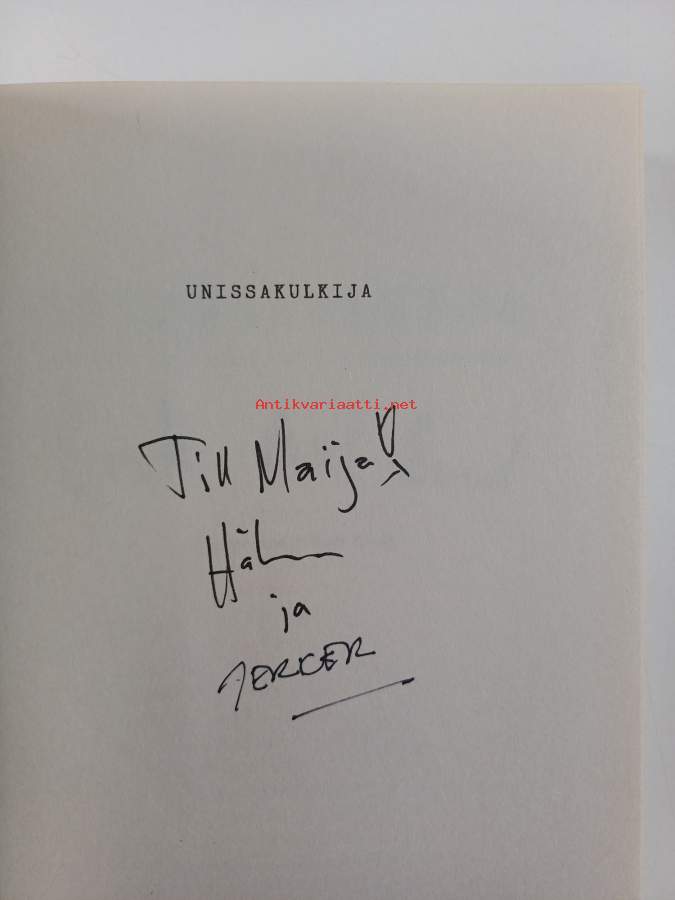 UNISSAKULKIJA
Antikvariaatti.net
Till Maija!
ja
JERKER